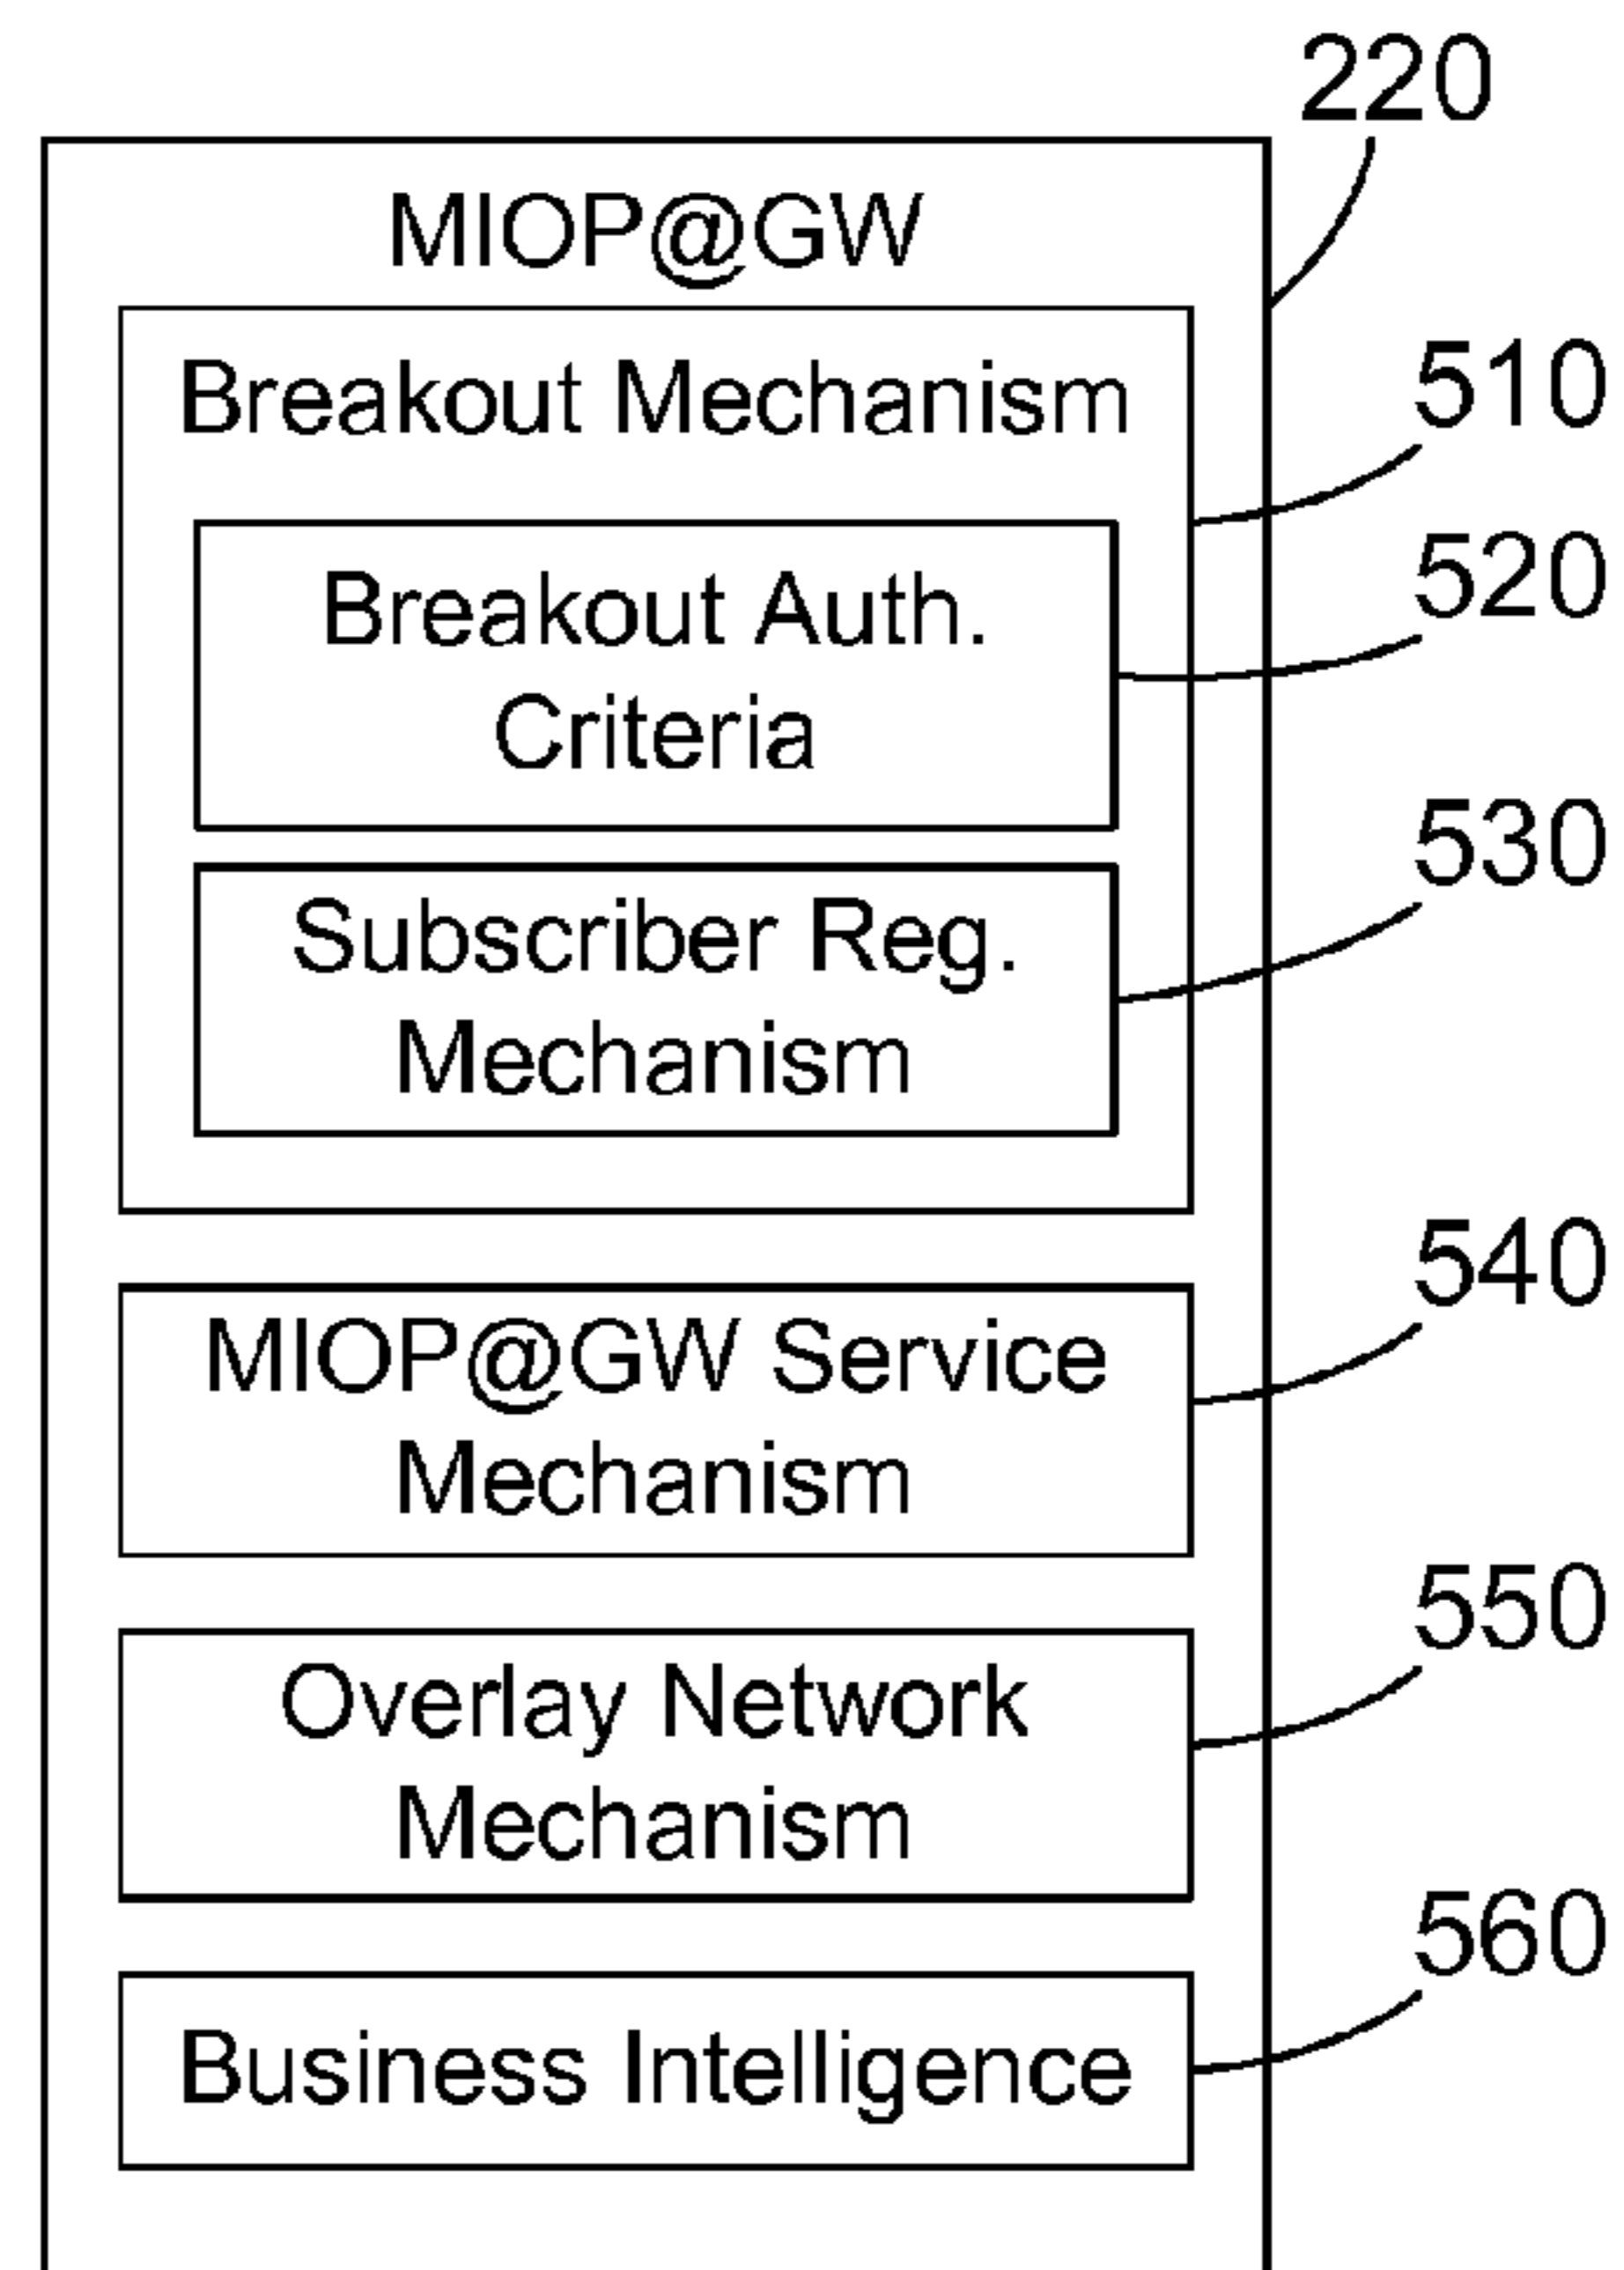 220
MIOP@GW
Breakout Mechanism
510
Breakout Auth.
Criteria
520
Subscriber Reg.
Mechanism
530
MIOP@GW Service
Mechanism
540
Overlay Network
Mechanism
550
Business Intelligence
560